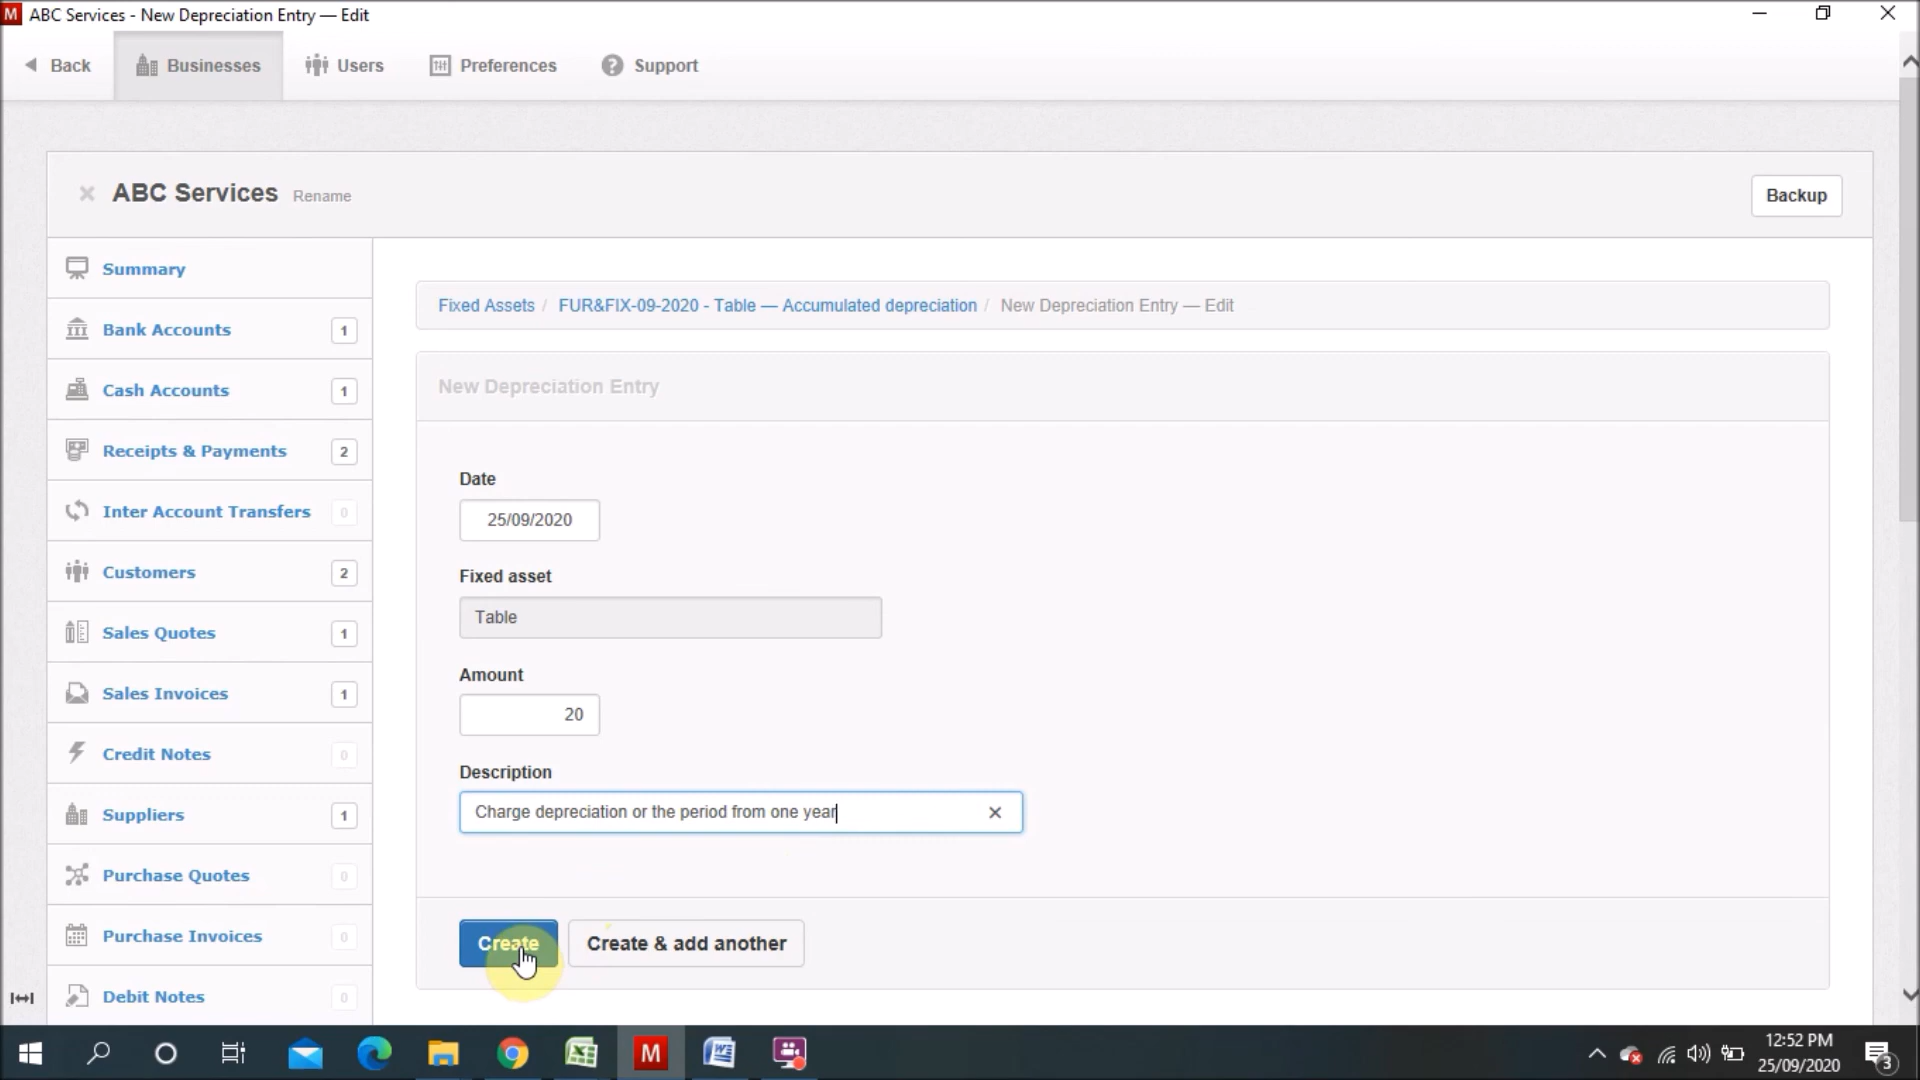 M ABC Services - New Depreciation Entry — Edit
Back Businesses Users Preferences Support
ABC Services Rename Backup
Summary
Bank Accounts 1
Cash Accounts 1
Receipts & Payments 2
Inter Account Transfers 0
Customers 2
Sales Quotes 1
Sales Invoices 1
Credit Notes 0
Suppliers 1
Purchase Quotes 0
Purchase Invoices 0
Debit Notes 0
Fixed Assets / FUR&FIX-09-2020 - Table — Accumulated depreciation / New Depreciation Entry — Edit
New Depreciation Entry
Date
25/09/2020
Fixed asset
Table
Amount
20
Description
Charge depreciation or the period from one year
Create Create & add another
M
12:52 PM
25/09/2020
3